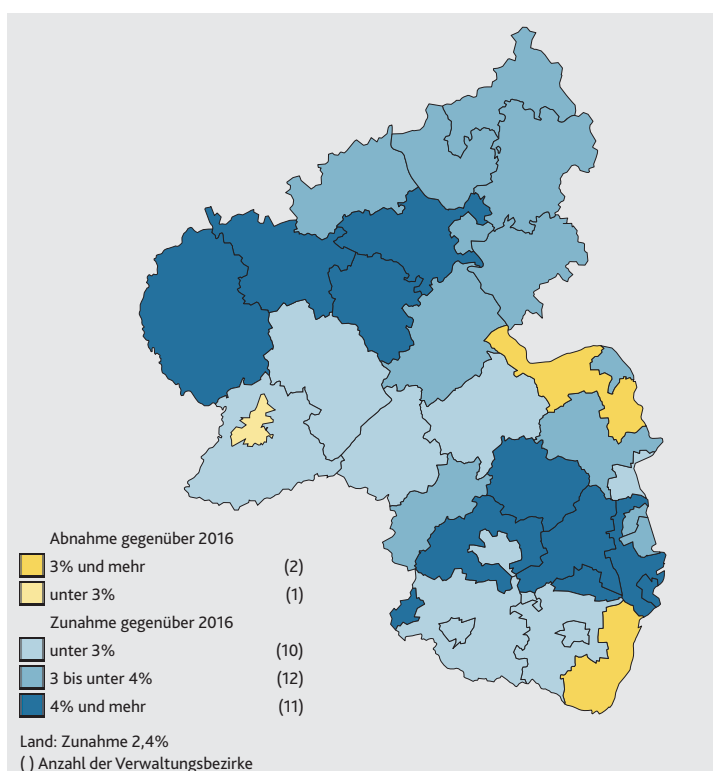 Abnahme gegenüber 2016
3% und mehr (2)
unter 3% (1)
Zunahme gegenüber 2016
unter 3% (10)
3 bis unter 4% (12)
4% und mehr (11)
Land: Zunahme 2,4%
( ) Anzahl der Verwaltungsbezirke